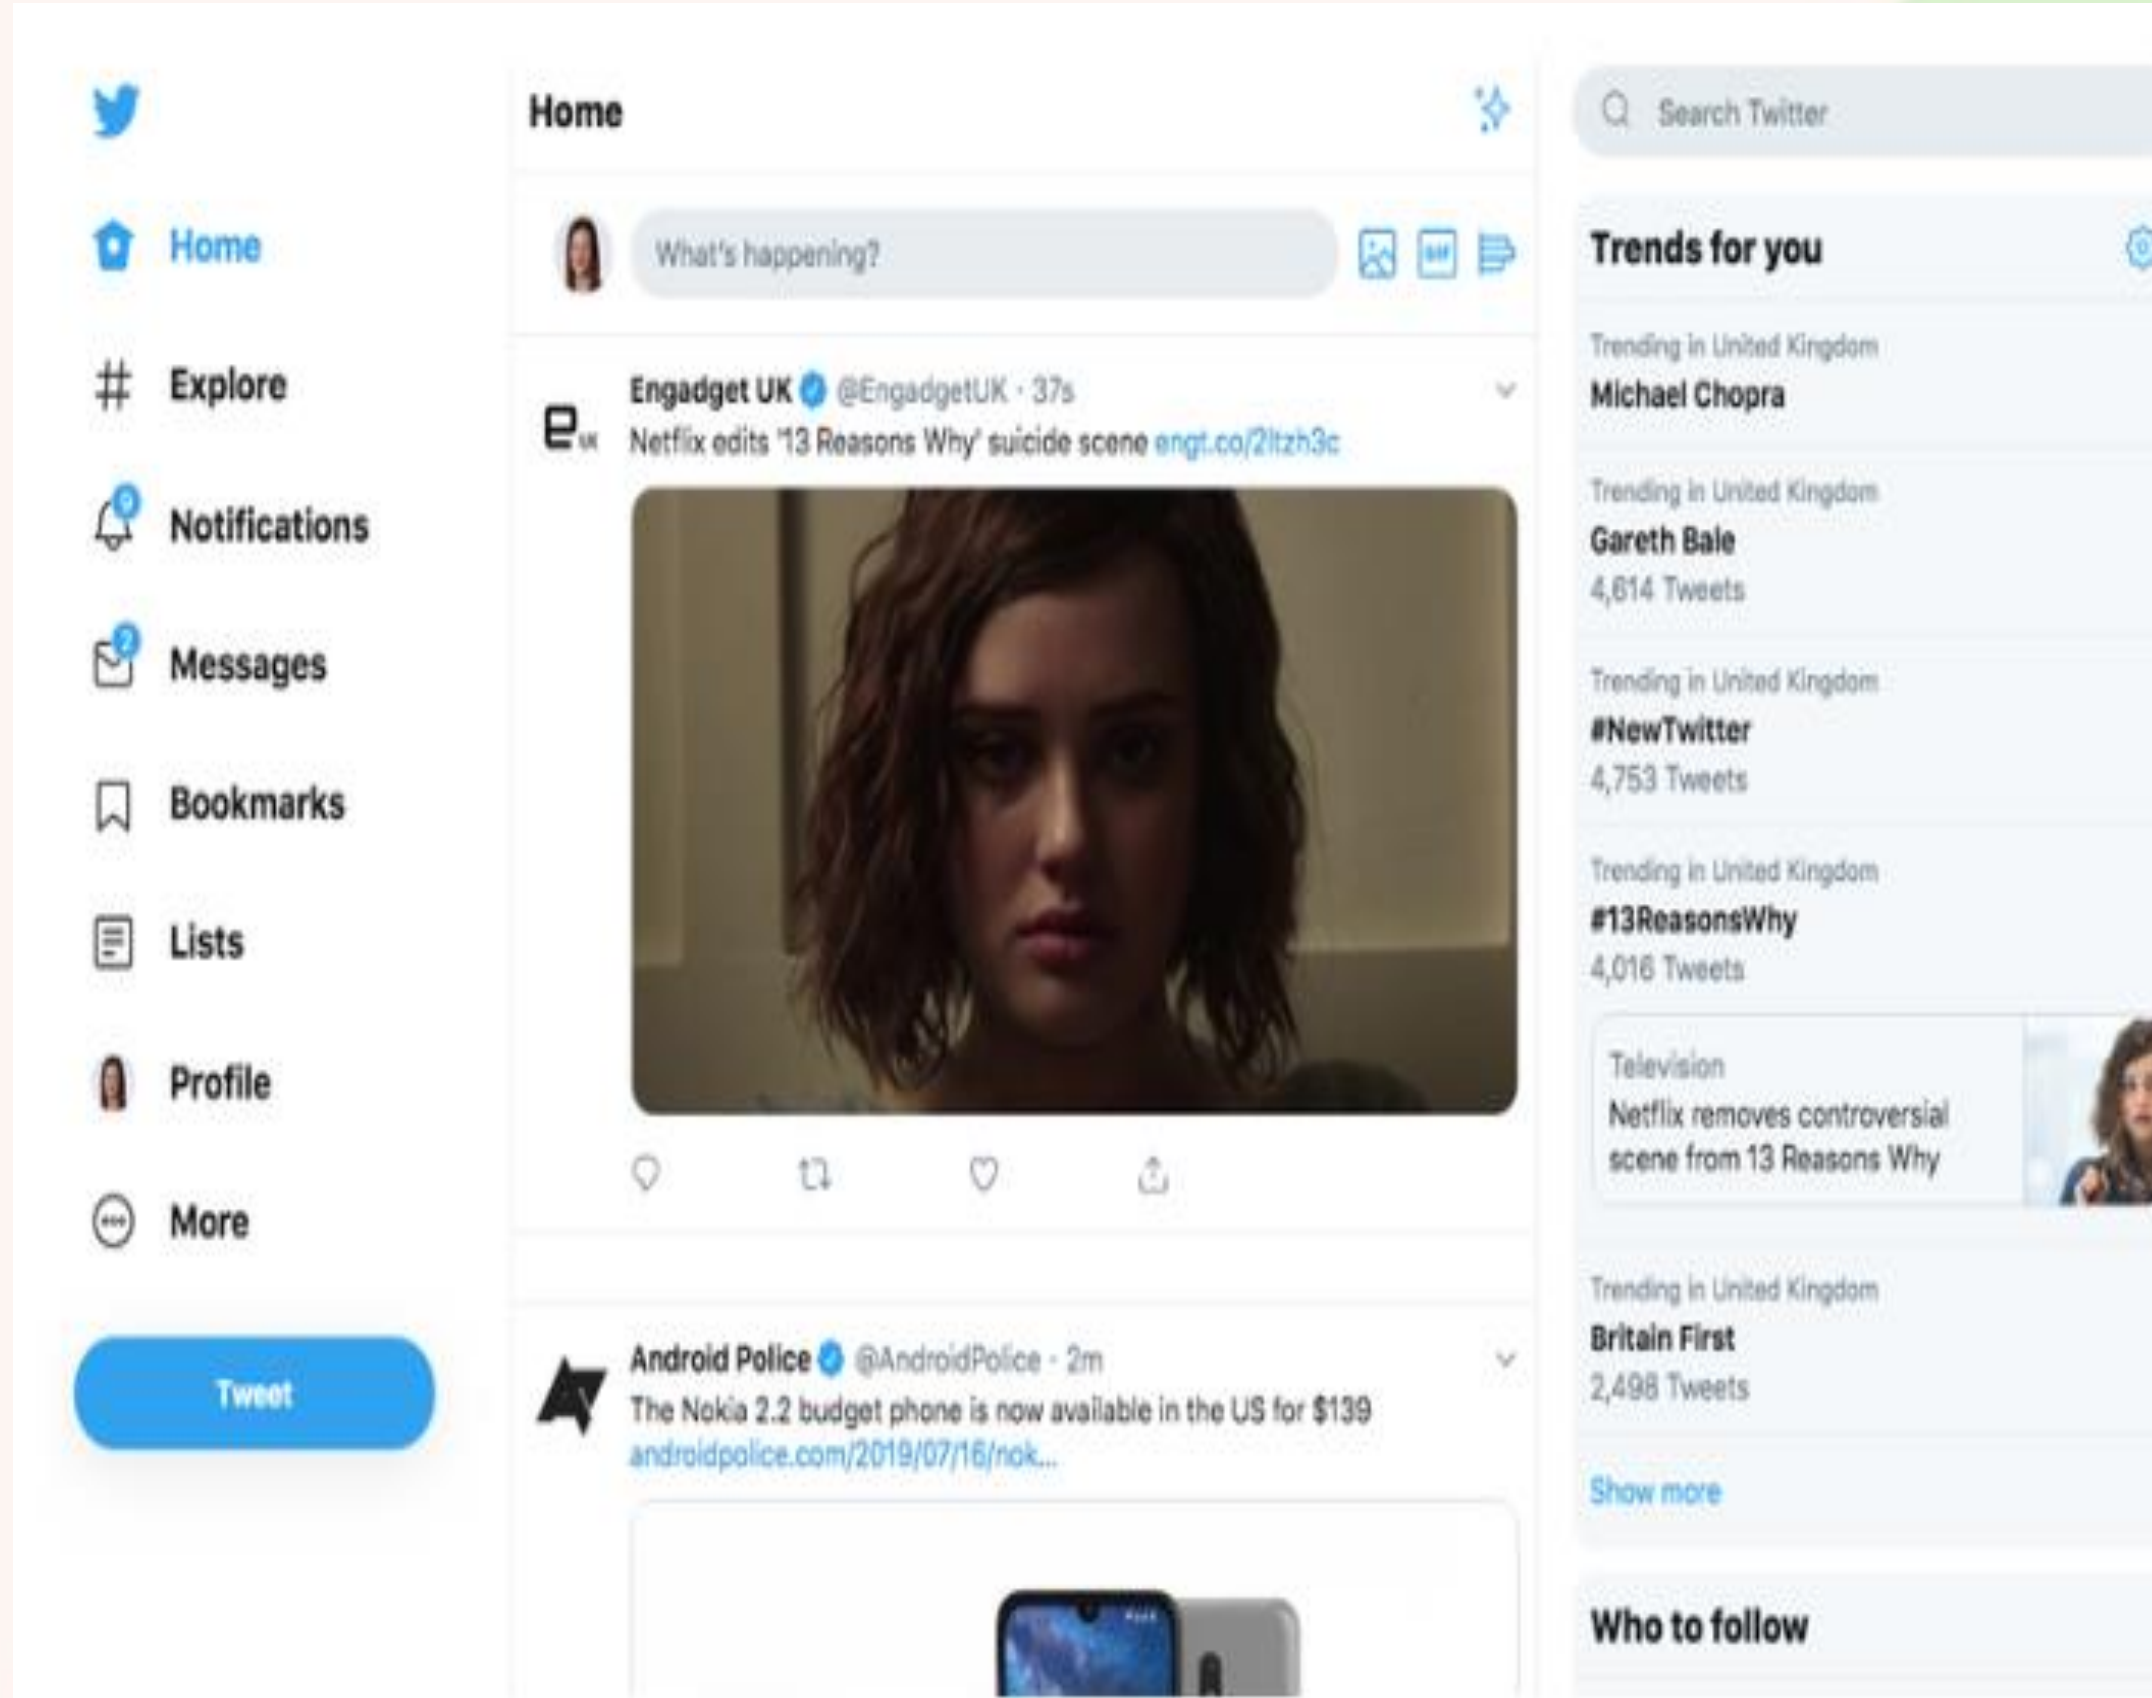 Home
Explore
9
Notifications
2
Messages
Bookmarks
Lists
Profile
More
Tweet
Home
What's happening?
GIF
Engadget UK @EngadgetUK · 37s
Netflix edits '13 Reasons Why' suicide scene engt.co/2ltzh3c
Android Police @AndroidPolice · 2m
The Nokia 2.2 budget phone is now available in the US for $139
androidpolice.com/2019/07/16/nok...
Search Twitter
Trends for you
Trending in United Kingdom
Michael Chopra
Trending in United Kingdom
Gareth Bale
4,614 Tweets
Trending in United Kingdom
#NewTwitter
4,753 Tweets
Trending in United Kingdom
#13ReasonsWhy
4,016 Tweets
Television
Netflix removes controversial
scene from 13 Reasons Why
Trending in United Kingdom
Britain First
2,498 Tweets
Show more
Who to follow